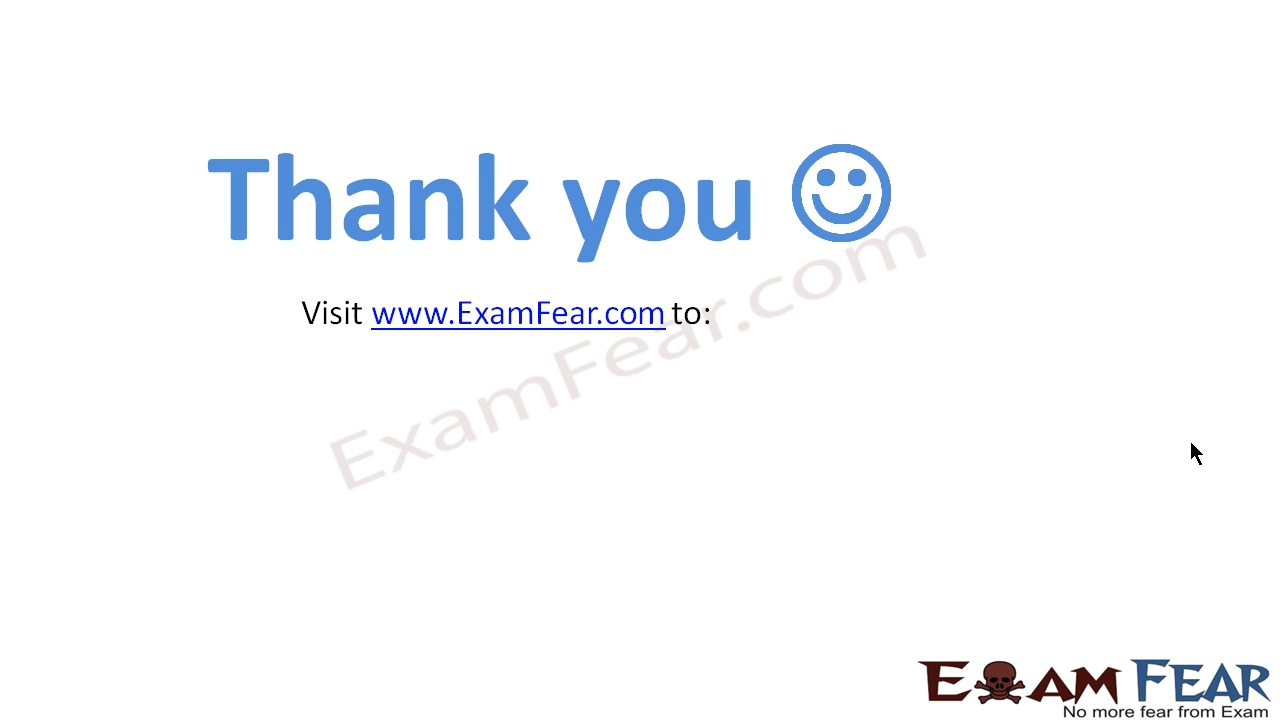 Thank you ☺
Visit www.ExamFear.com to:
ExamFear.com
EXAM FEAR
No more fear from Exam